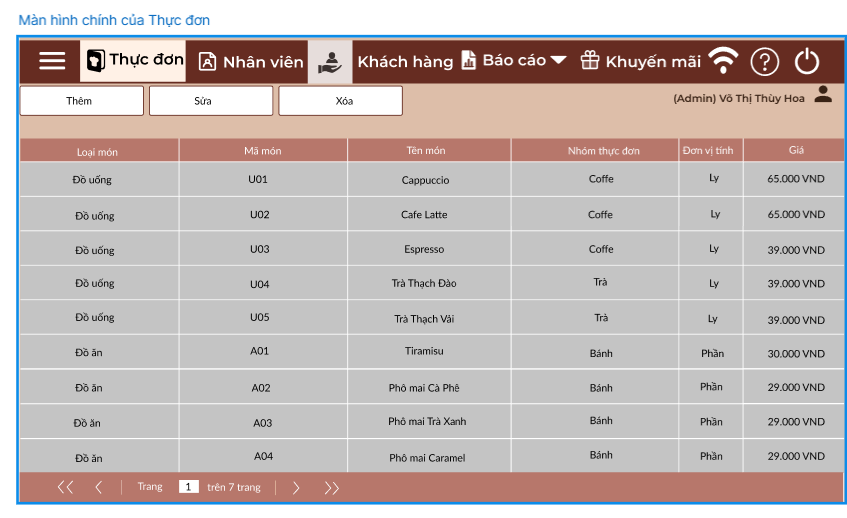 Màn hình chính của Thực đơn
Thực đơn Nhân viên Khách hàng Báo cáo Khuyến mãi ?
Thêm Sửa Xóa (Admin) Võ Thị Thùy Hoa
Loại món Mã món Tên món Nhóm thực đơn Đơn vị tính Giá
Đồ uống U01 Cappuccio Coffe Ly 65.000 VND
Đồ uống U02 Cafe Latte Coffe Ly 65.000 VND
Đồ uống U03 Espresso Coffe Ly 39.000 VND
Đồ uống U04 Trà Thạch Đào Trà Ly 39.000 VND
Đồ uống U05 Trà Thạch Vải Trà Ly 39.000 VND
Đồ ăn A01 Tiramisu Bánh Phần 30.000 VND
Đồ ăn A02 Phô mai Cà Phê Bánh Phần 29.000 VND
Đồ ăn A03 Phô mai Trà Xanh Bánh Phần 29.000 VND
Đồ ăn A04 Phô mai Caramel Bánh Phần 29.000 VND
Trang 1 trên 7 trang